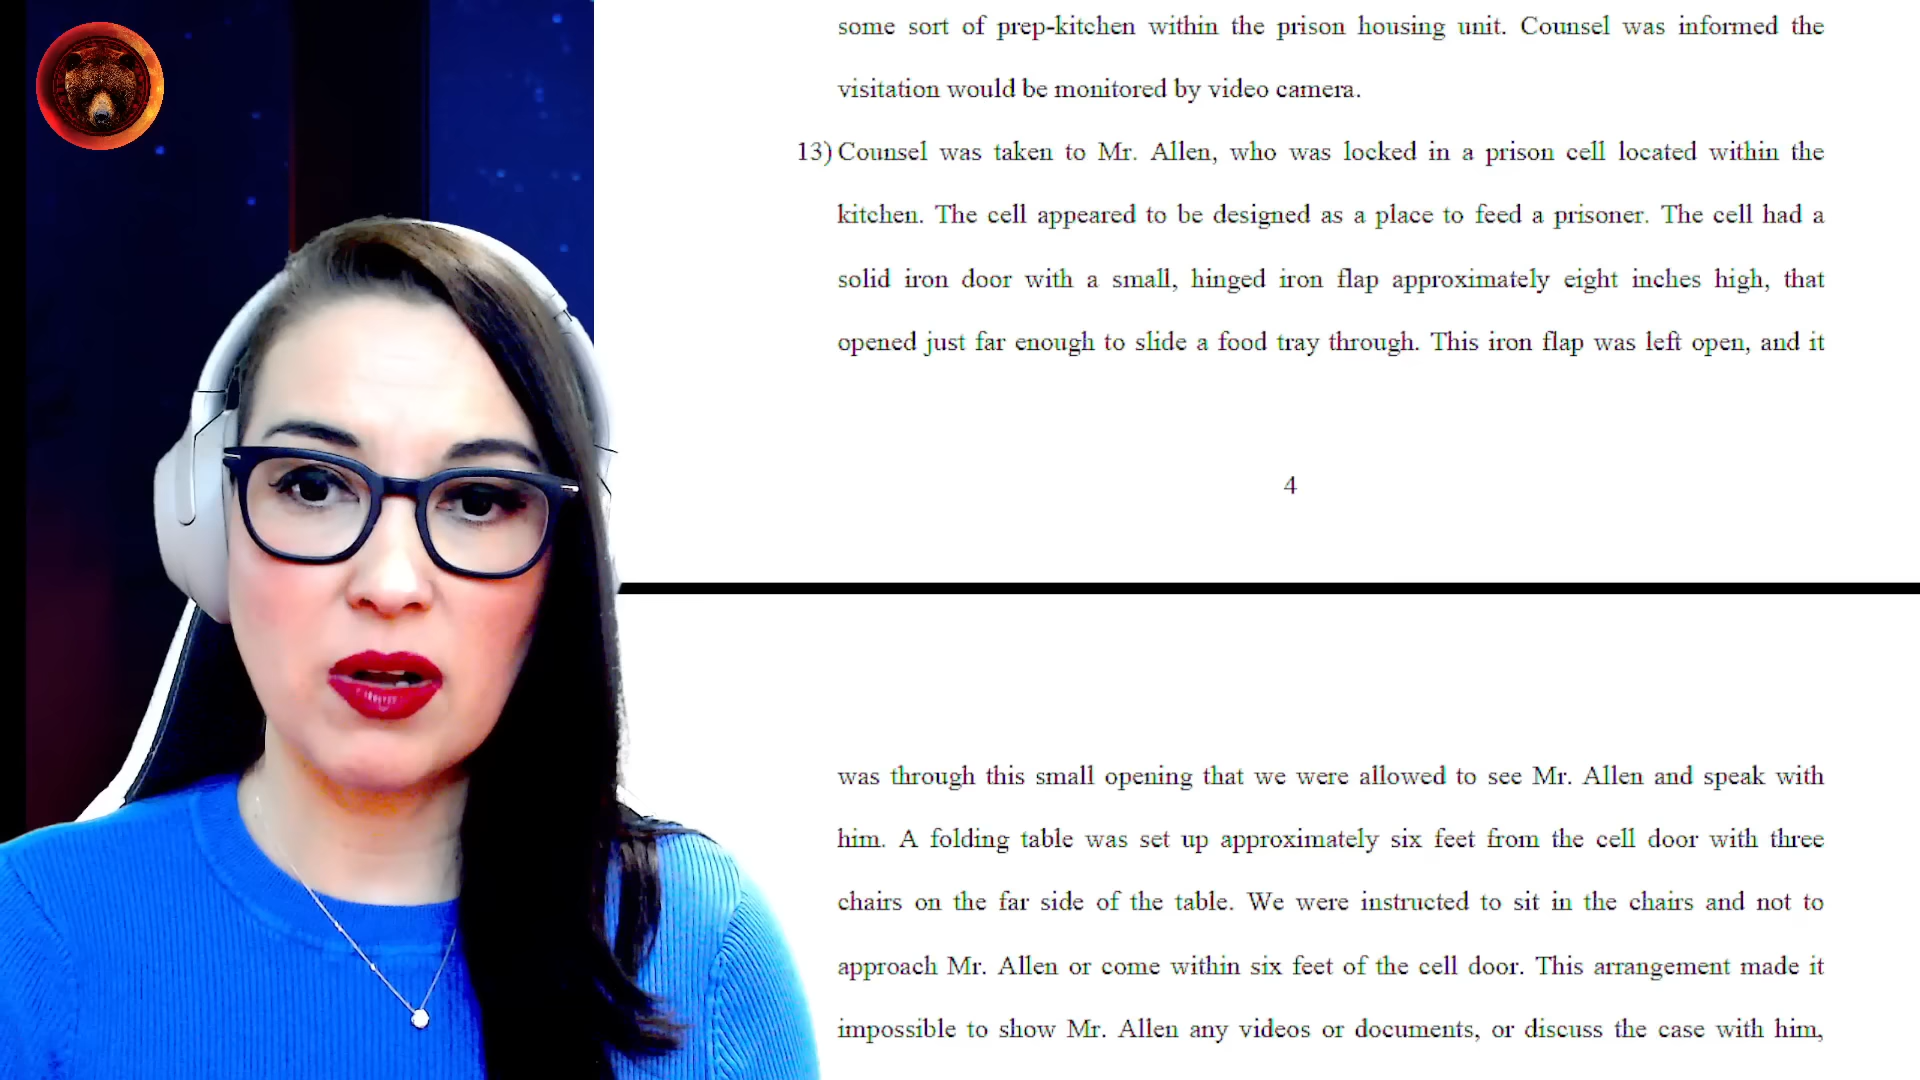 some sort of prep-kitchen within the prison housing unit. Counsel was informed the
visitation would be monitored by video camera.
13) Counsel was taken to Mr. Allen, who was locked in a prison cell located within the
kitchen. The cell appeared to be designed as a place to feed a prisoner. The cell had a
solid iron door with a small, hinged iron flap approximately eight inches high, that
opened just far enough to slide a food tray through. This iron flap was left open, and it
4
was through this small opening that we were allowed to see Mr. Allen and speak with
him. A folding table was set up approximately six feet from the cell door with three
chairs on the far side of the table. We were instructed to sit in the chairs and not to
approach Mr. Allen or come within six feet of the cell door. This arrangement made it
impossible to show Mr. Allen any videos or documents, or discuss the case with him,